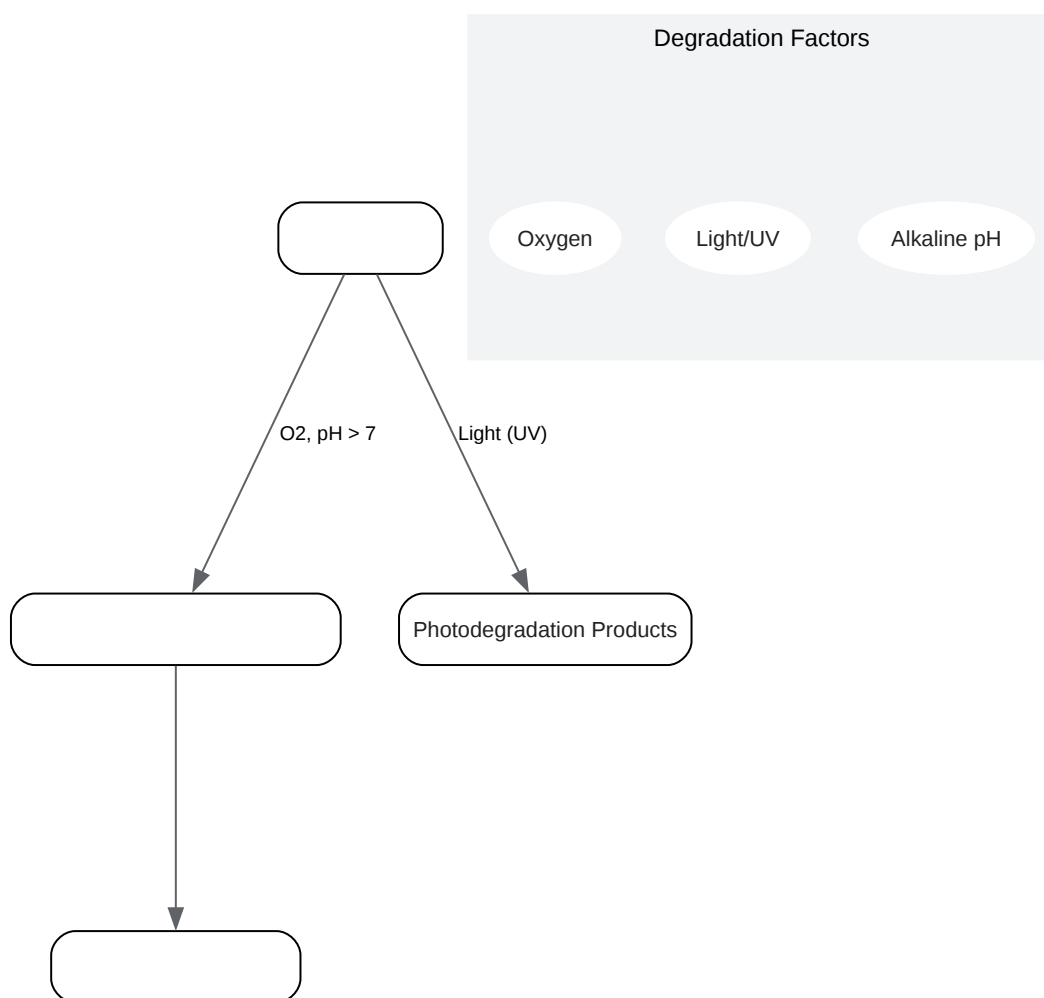 Degradation Factors
Oxygen
Light/UV
Alkaline pH
O2, pH > 7
Light (UV)
Photodegradation Products